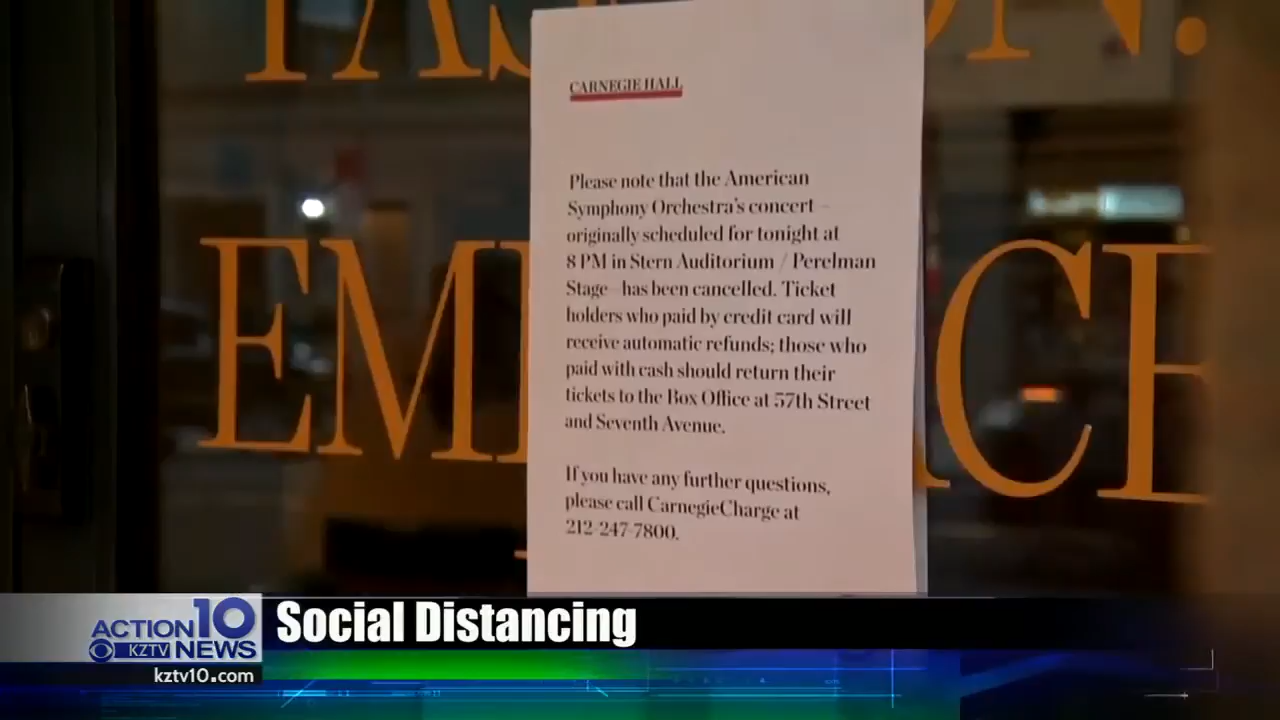 CARNEGIE HALL
Please note that the American
Symphony Orchestra's concert –
originally scheduled for tonight at
8 PM in Stern Auditorium / Perelman
Stage—has been cancelled. Ticket
holders who paid by credit card will
receive automatic refunds; those who
paid with cash should return their
tickets to the Box Office at 57th Street
and Seventh Avenue.
If you have any further questions,
please call CarnegieCharge at
212-247-7800.
ACTION 10
KZTV NEWS
kztv10.com
Social Distancing